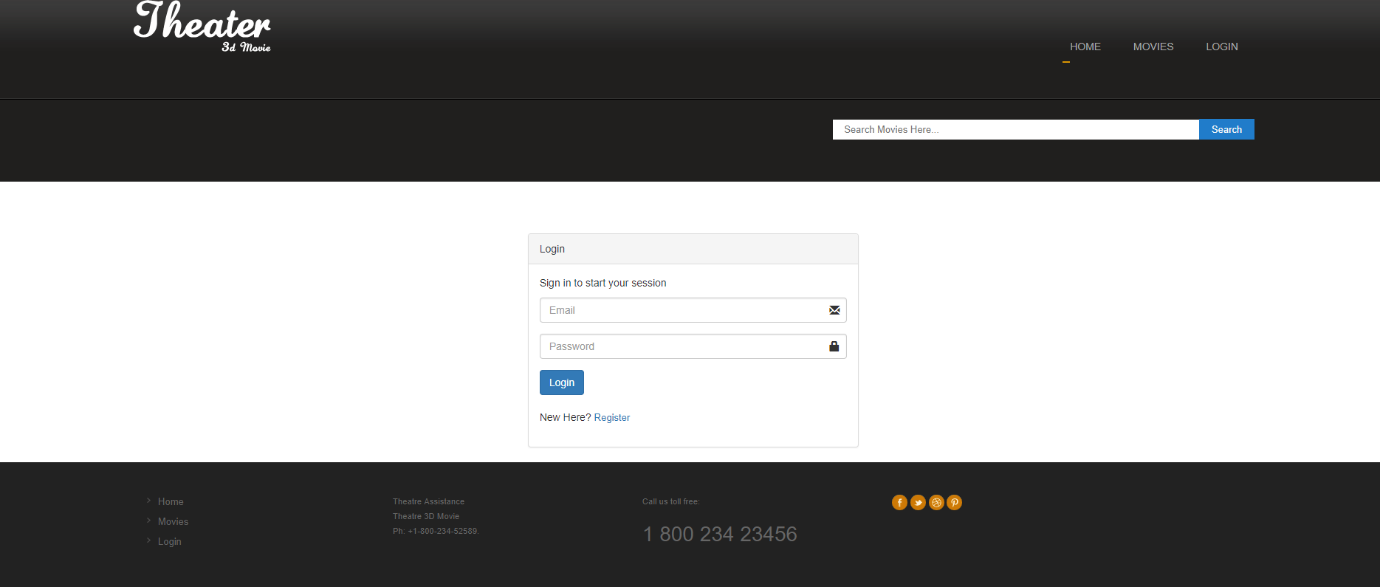 Theater
3d Movie
HOME MOVIES LOGIN
Search Movies Here... Search
Login
Sign in to start your session
Email
Password
Login
New Here? Register
Home
Movies
Login
Theatre Assistance
Theatre 3D Movie
Ph: +1-800-234-52589.
Call us toll free:
1 800 234 23456